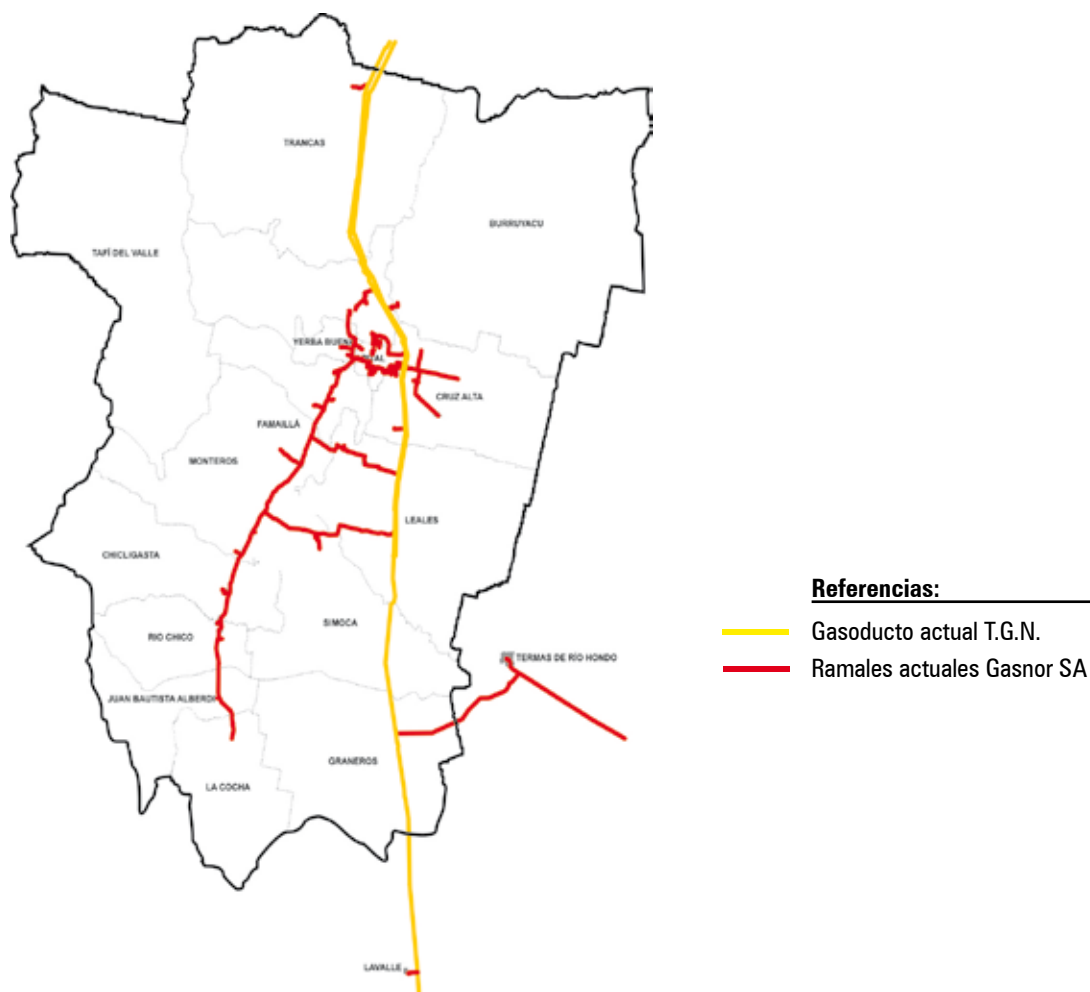 TRANCAS
BURRUYACU
TAFÍ DEL VALLE
YERBA BUENA
CRUZ ALTA
FAMAILLÁ
MONTEROS
LEALES
CHICLIGASTA
SIMOCA
RIO CHICO
TERMAS DE RÍO HONDO
JUAN BAUTISTA ALBERDI
GRANEROS
LA COCHA
LAVALLE
Referencias:
Gasoducto actual T.G.N.
Ramales actuales Gasnor SA